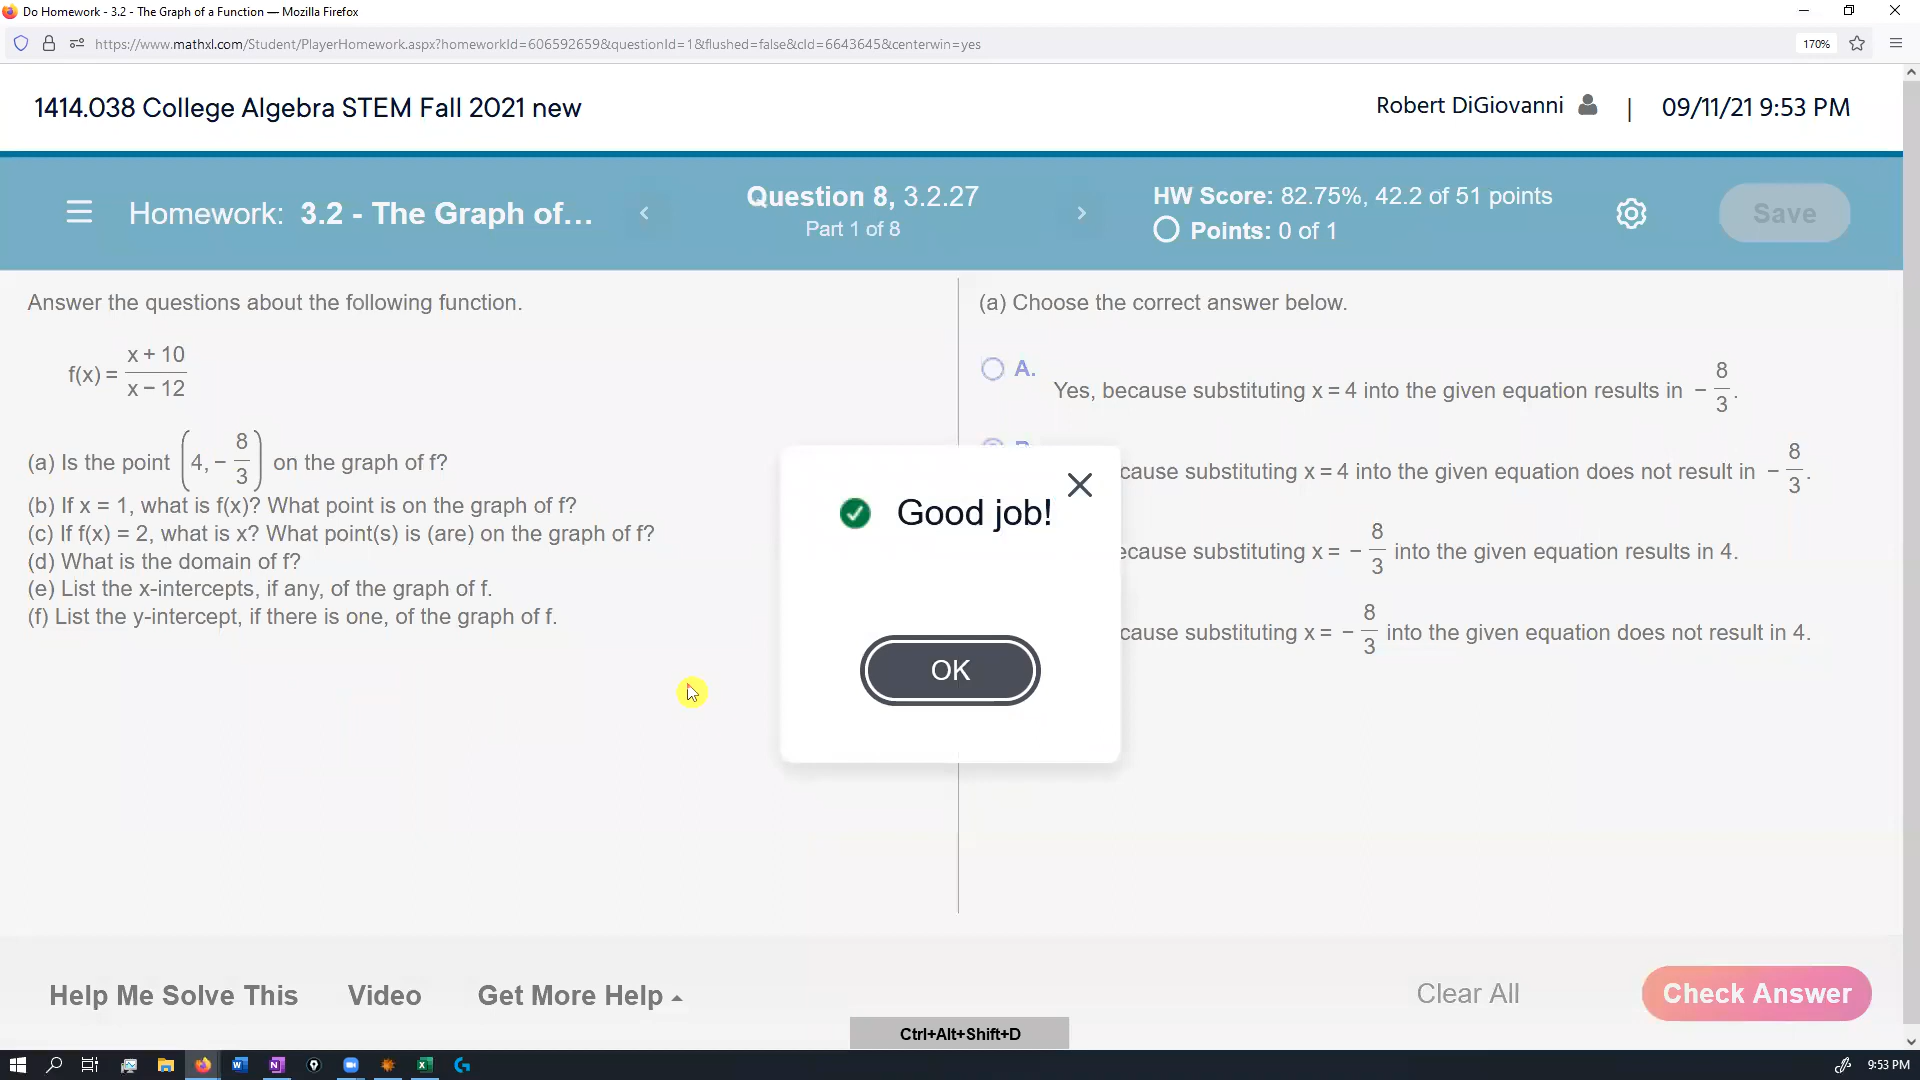 Do Homework - 3.2 - The Graph of a Function — Mozilla Firefox
https://www.mathxl.com/Student/PlayerHomework.aspx?homeworkId=606592659&questionId=1&flushed=false&cId=6643645&centerwin=yes
170%
1414.038 College Algebra STEM Fall 2021 new
Robert DiGiovanni | 09/11/21 9:53 PM
Homework: 3.2 - The Graph of...
Question 8, 3.2.27
Part 1 of 8
HW Score: 82.75%, 42.2 of 51 points
Points: 0 of 1
Save
Answer the questions about the following function.
f(x) = (x + 10)/(x − 12)
(a) Is the point (4, − 8/3) on the graph of f?
(b) If x = 1, what is f(x)? What point is on the graph of f?
(c) If f(x) = 2, what is x? What point(s) is (are) on the graph of f?
(d) What is the domain of f?
(e) List the x-intercepts, if any, of the graph of f.
(f) List the y-intercept, if there is one, of the graph of f.
(a) Choose the correct answer below.
A.
Yes, because substituting x = 4 into the given equation results in − 8/3.
cause substituting x = 4 into the given equation does not result in − 8/3.
ecause substituting x = − 8/3 into the given equation results in 4.
cause substituting x = − 8/3 into the given equation does not result in 4.
Good job!
OK
Help Me Solve This
Video
Get More Help
Clear All
Check Answer
Ctrl+Alt+Shift+D
9:53 PM